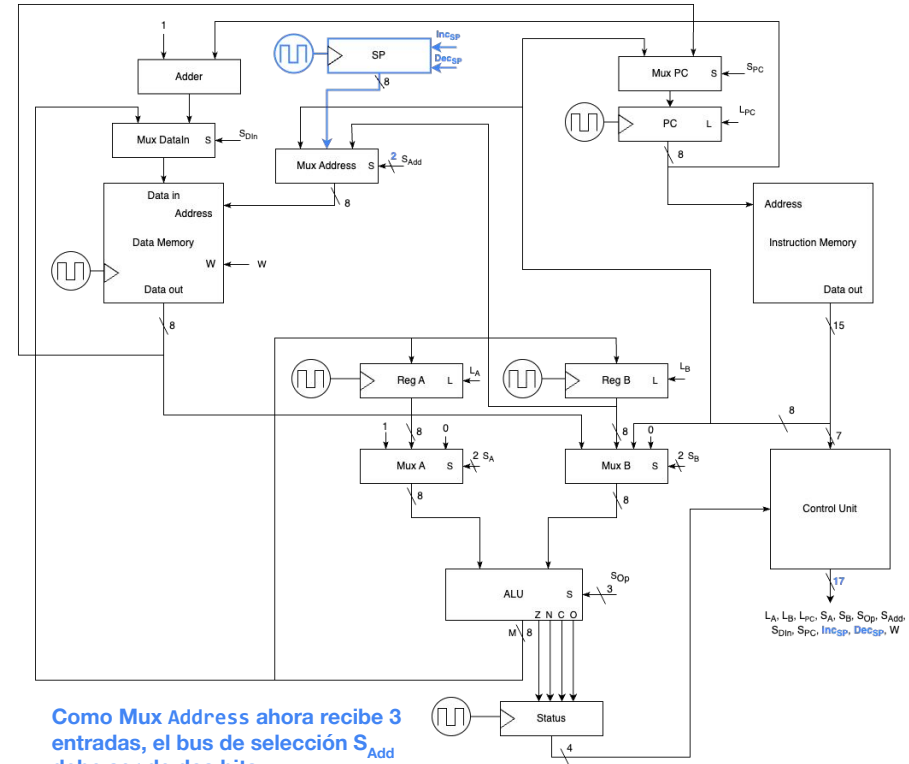 1
Inc_SP
SP
Dec_SP
8
Adder
Mux PC S
S_PC
L_PC
PC L
8
Mux DataIn S
S_DIn
Mux Address S
2 S_Add
8
Data in
Address
Data Memory
W W
Data out
8
Address
Instruction Memory
Data out
15
Reg A L
L_A
Reg B L
L_B
8
7
1 8 0
8 0
Mux A S
2 S_A
Mux B S
2 S_B
8
8
Control Unit
17
L_A, L_B, L_PC, S_A, S_B, S_Op, S_Add,
S_DIn, S_PC, Inc_SP, Dec_SP, W
ALU S
S_Op
3
Z N C O
M 8
Status
4
Como Mux Address ahora recibe 3
entradas, el bus de selección S_Add